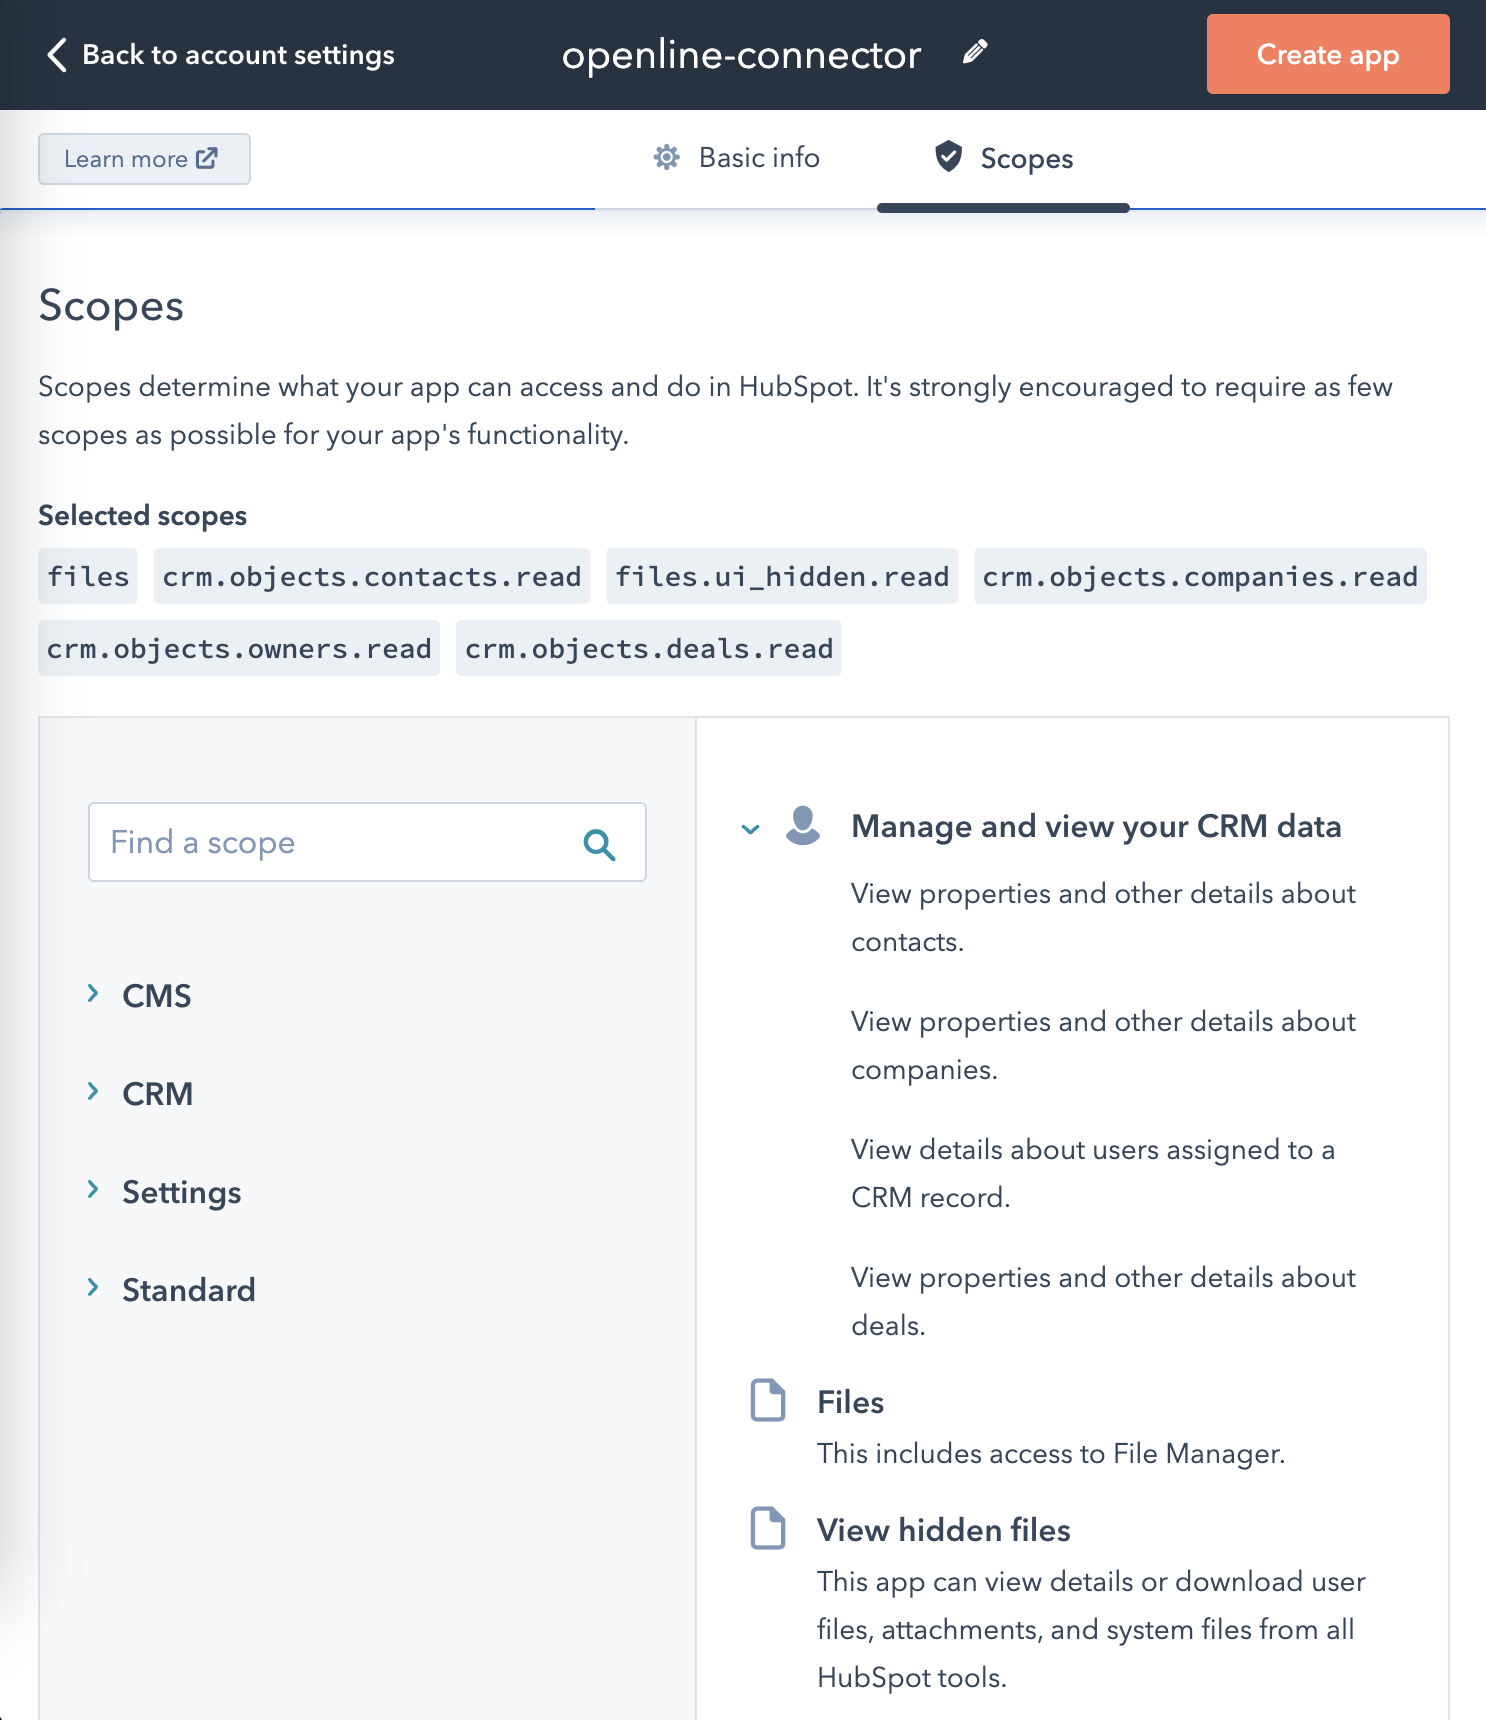 Back to account settings
openline-connector
Create app
Learn more
Basic info
Scopes
Scopes
Scopes determine what your app can access and do in HubSpot. It's strongly encouraged to require as few
scopes as possible for your app's functionality.
Selected scopes
files
crm.objects.contacts.read
files.ui_hidden.read
crm.objects.companies.read
crm.objects.owners.read
crm.objects.deals.read
Find a scope
CMS
CRM
Settings
Standard
Manage and view your CRM data
View properties and other details about
contacts.
View properties and other details about
companies.
View details about users assigned to a
CRM record.
View properties and other details about
deals.
Files
This includes access to File Manager.
View hidden files
This app can view details or download user
files, attachments, and system files from all
HubSpot tools.